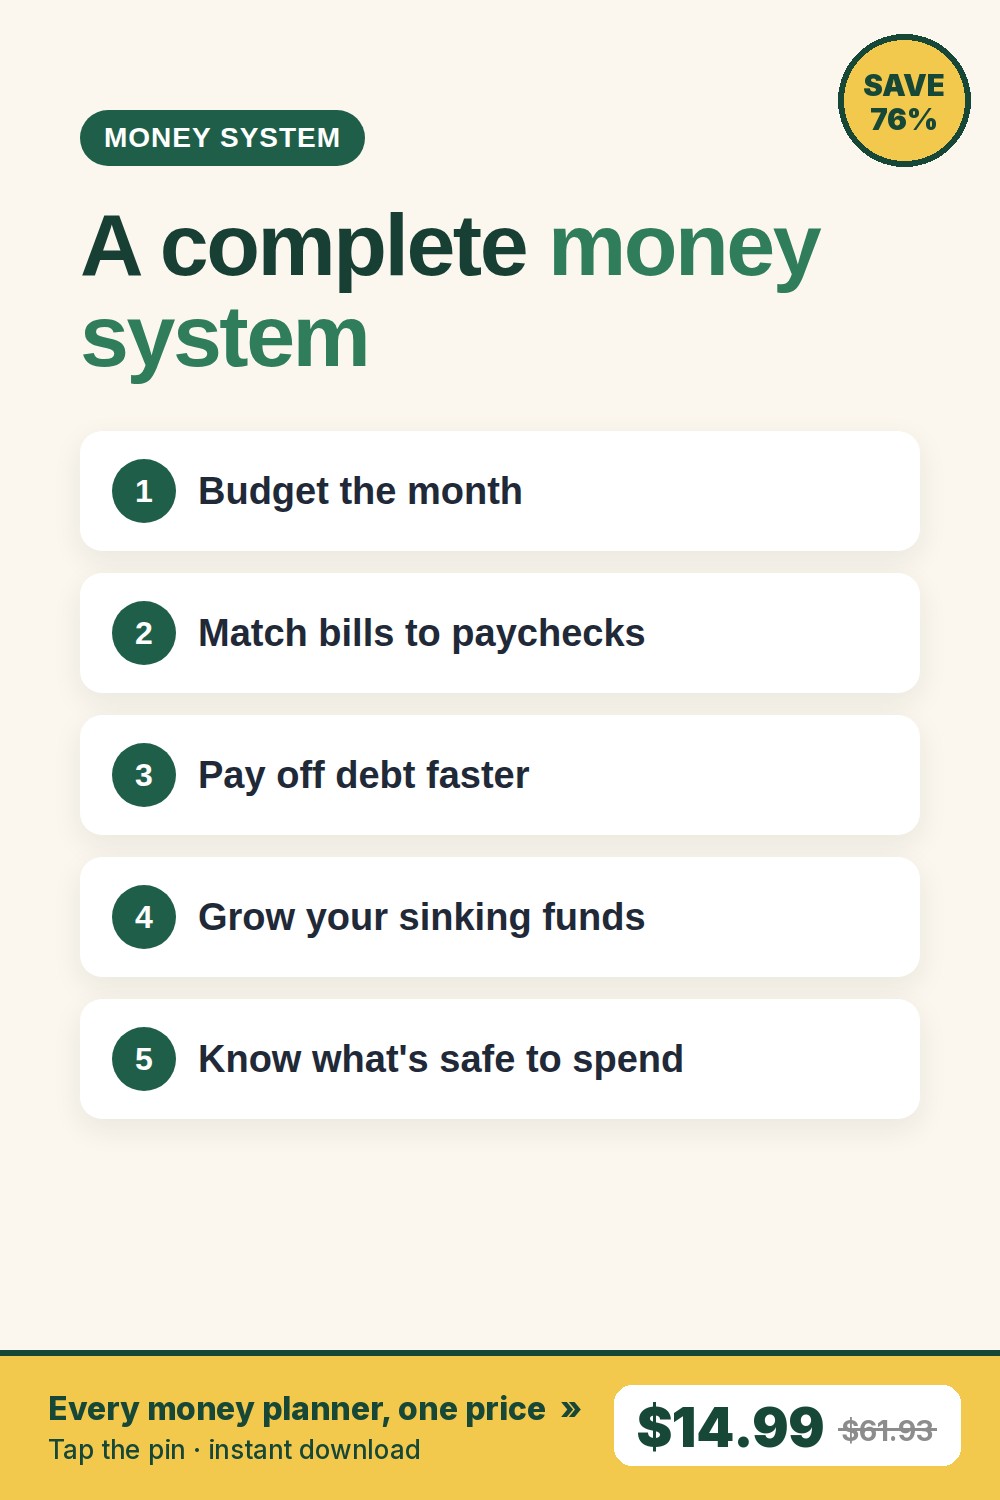 SAVE
76%
MONEY SYSTEM
A complete money
system
1 Budget the month
2 Match bills to paychecks
3 Pay off debt faster
4 Grow your sinking funds
5 Know what's safe to spend
Every money planner, one price »
Tap the pin · instant download
$14.99 $61.93